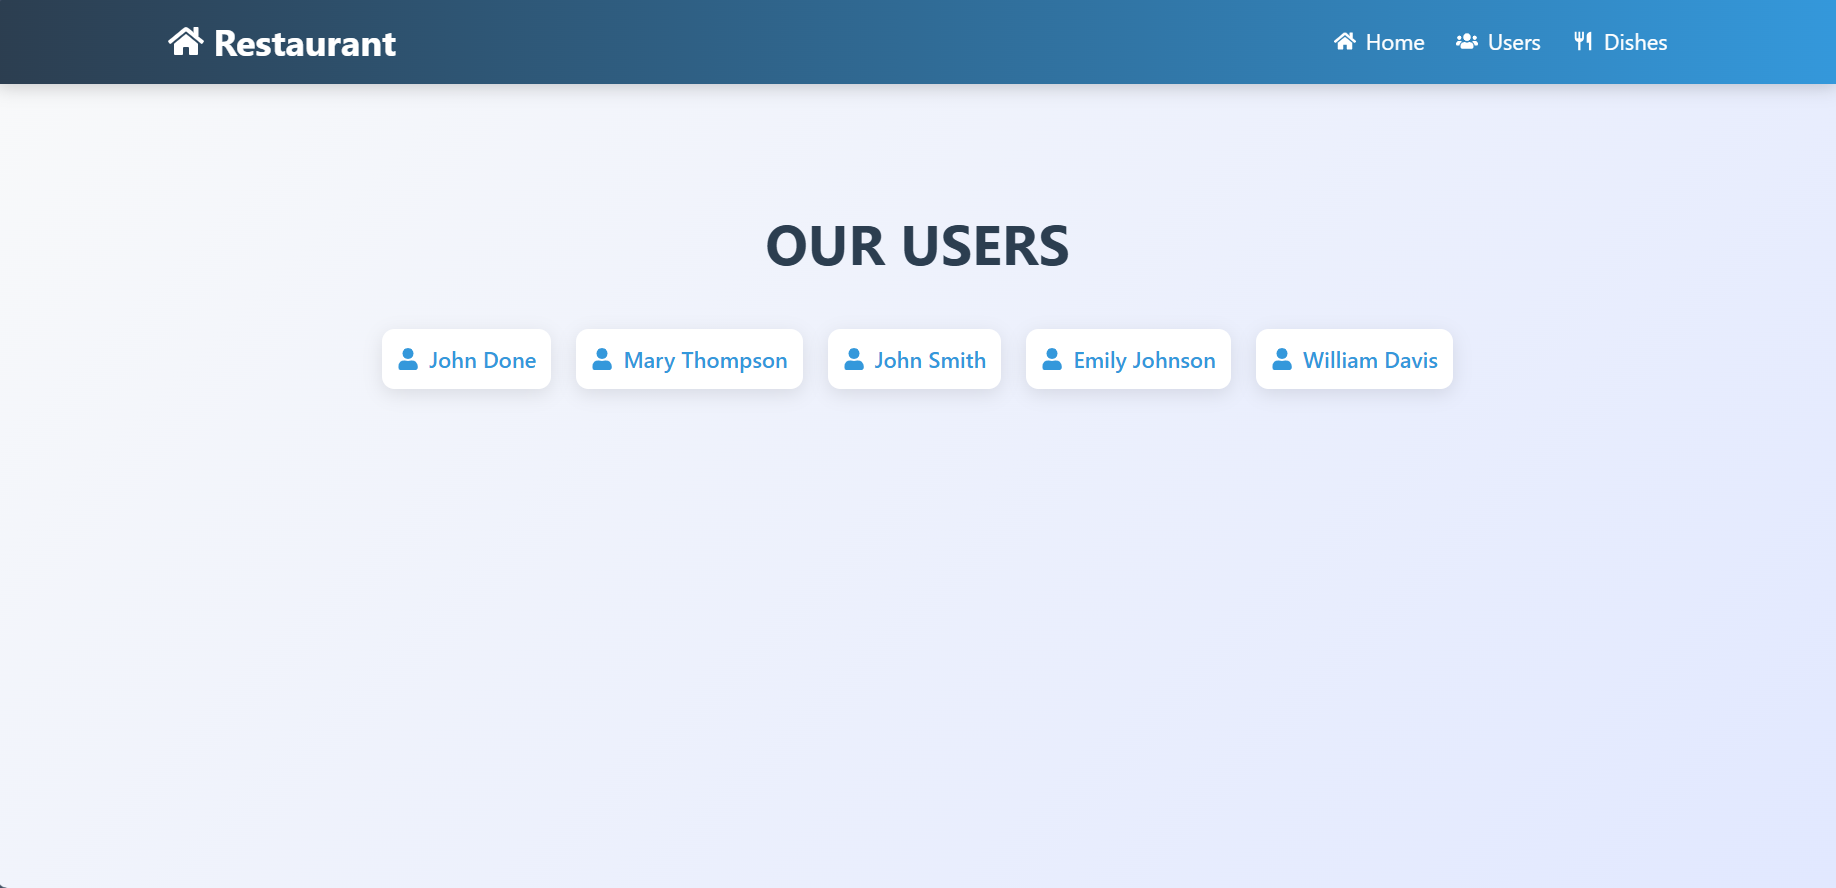 Restaurant Home Users Dishes
OUR USERS
John Done Mary Thompson John Smith Emily Johnson William Davis